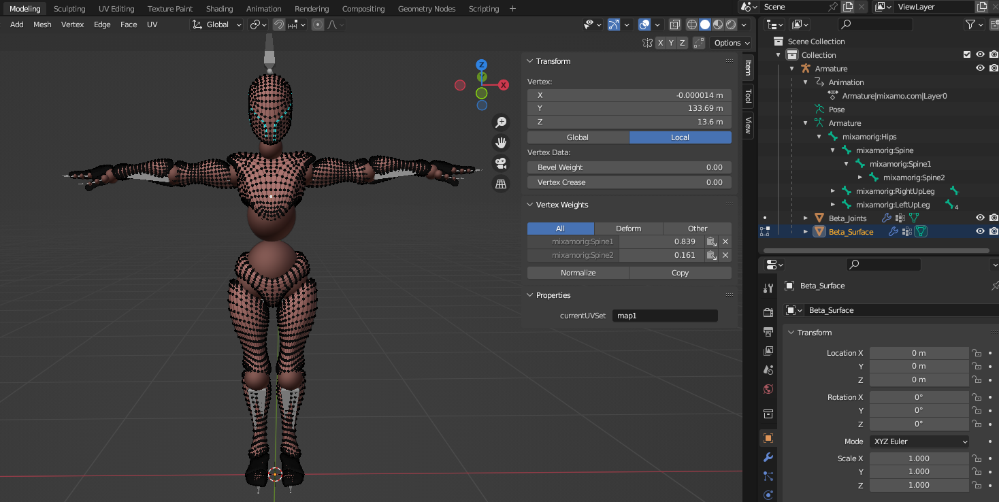 Modeling Sculpting UV Editing Texture Paint Shading Animation Rendering Compositing Geometry Nodes Scripting +
Scene
ViewLayer
Add Mesh Vertex Edge Face UV
Global
X Y Z
Options
Z
Y
X
Item
Tool
View
Transform
Vertex:
X -0.000014 m
Y 133.69 m
Z 13.6 m
Global Local
Vertex Data:
Bevel Weight 0.00
Vertex Crease 0.00
Vertex Weights
All Deform Other
mixamorig:Spine1 0.839
mixamorig:Spine2 0.161
Normalize Copy
Properties
currentUVSet map1
Scene Collection
Collection
Armature
Animation
Armature|mixamo.com|Layer0
Pose
Armature
mixamorig:Hips
mixamorig:Spine
mixamorig:Spine1
mixamorig:Spine2
mixamorig:RightUpLeg
mixamorig:LeftUpLeg 4
Beta_Joints
Beta_Surface
Beta_Surface
Beta_Surface
Transform
Location X 0 m
Y 0 m
Z 0 m
Rotation X 0°
Y 0°
Z 0°
Mode XYZ Euler
Scale X 1.000
Y 1.000
Z 1.000